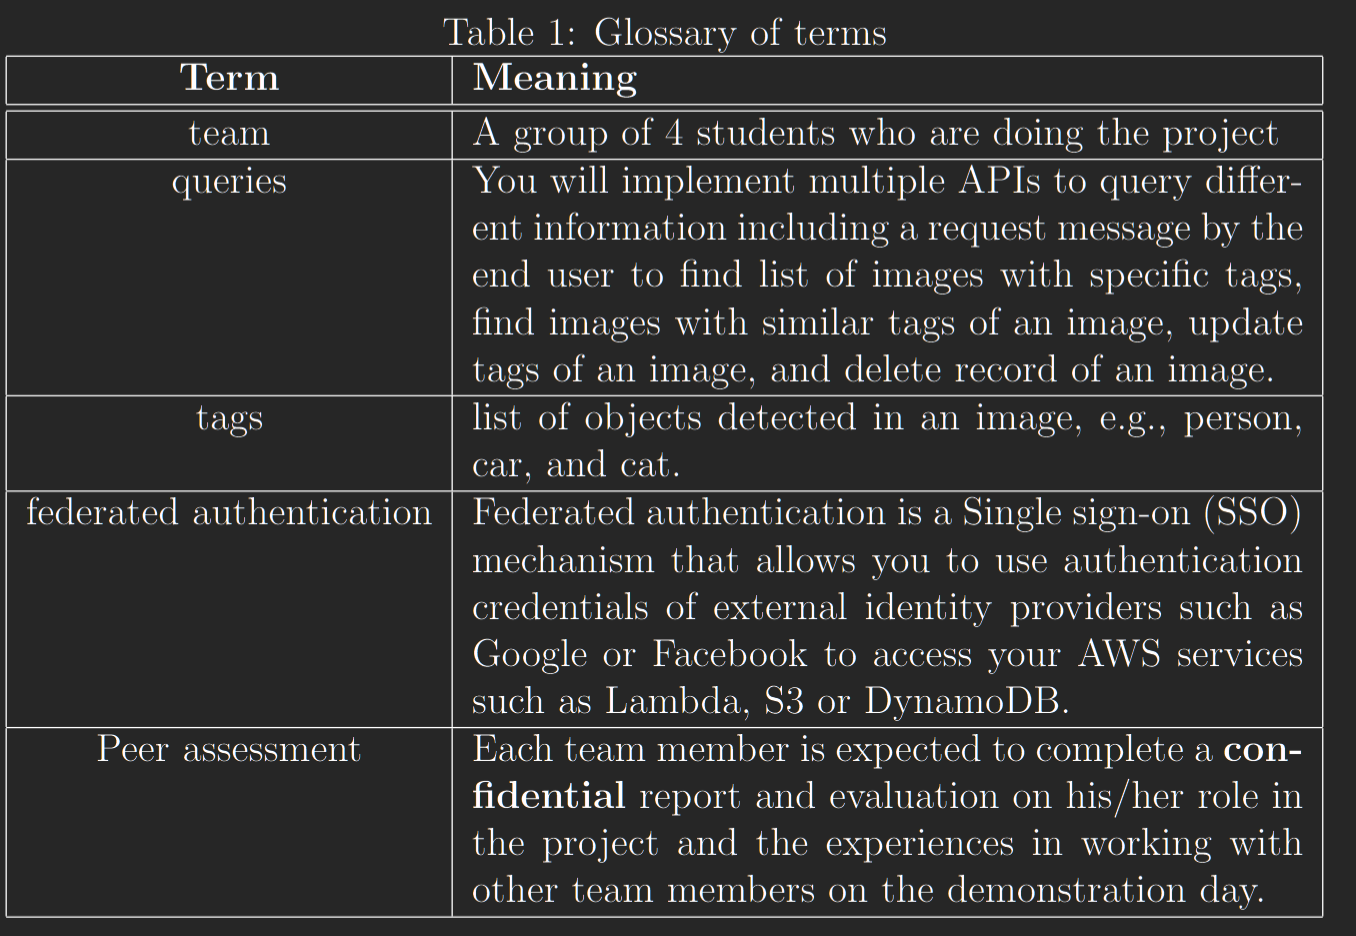 Table 1: Glossary of terms
Term Meaning
team A group of 4 students who are doing the project
queries You will implement multiple APIs to query differ-
ent information including a request message by the
end user to find list of images with specific tags,
find images with similar tags of an image, update
tags of an image, and delete record of an image.
tags list of objects detected in an image, e.g., person,
car, and cat.
federated authentication Federated authentication is a Single sign-on (SSO)
mechanism that allows you to use authentication
credentials of external identity providers such as
Google or Facebook to access your AWS services
such as Lambda, S3 or DynamoDB.
Peer assessment Each team member is expected to complete a con-
fidential report and evaluation on his/her role in
the project and the experiences in working with
other team members on the demonstration day.